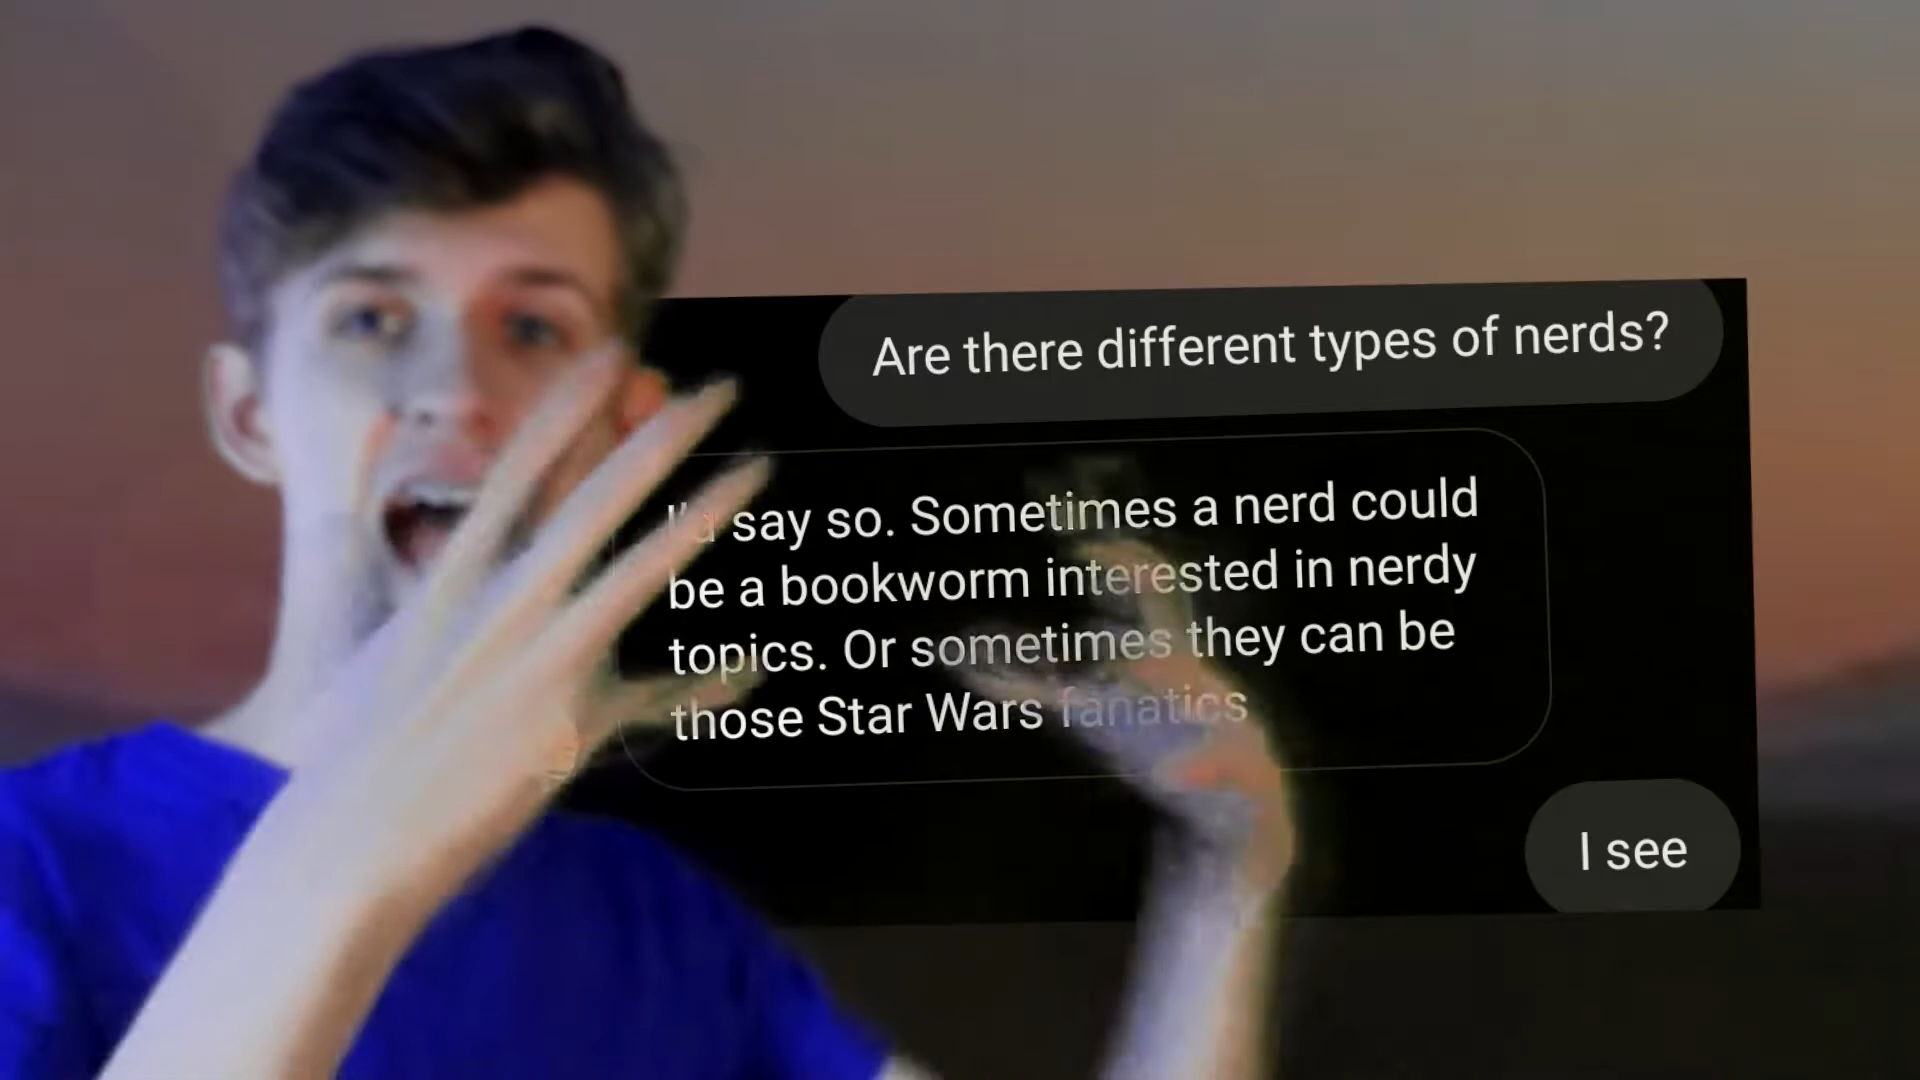 Are there different types of nerds?
I'd say so. Sometimes a nerd could
be a bookworm interested in nerdy
topics. Or sometimes they can be
those Star Wars fanatics
I see